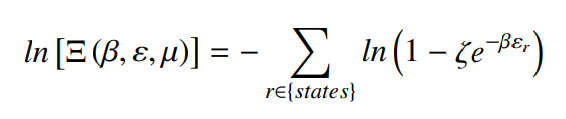 ln[Ξ(β, ε, μ)] = − ∑_{r∈{states}} ln(1 − ζe^{−βε_r})